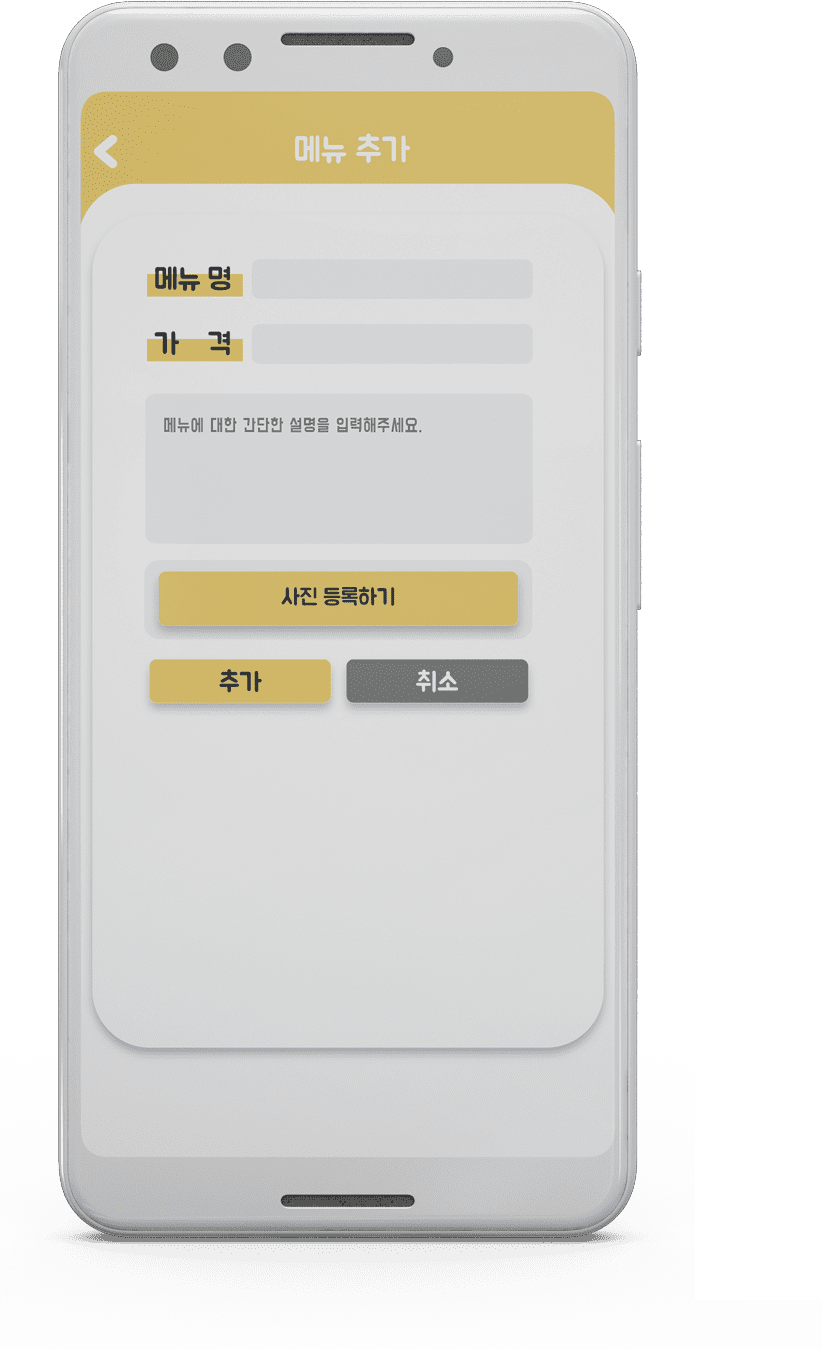 메뉴 추가
메뉴 명
가 격
메뉴에 대한 간단한 설명을 입력해주세요.
사진 등록하기
추가 취소